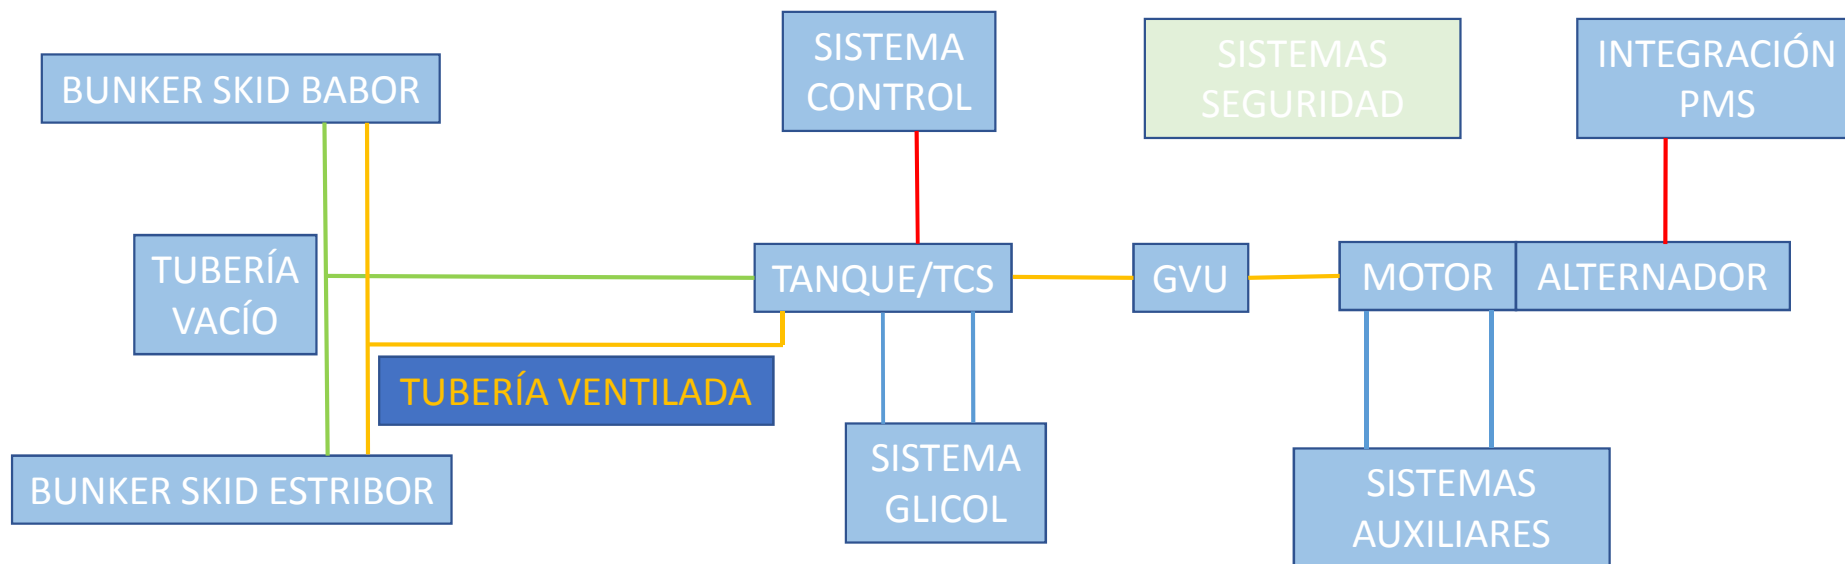 BUNKER SKID BABOR
SISTEMA
CONTROL
SISTEMAS
SEGURIDAD
INTEGRACIÓN
PMS
TUBERÍA
VACÍO
TANQUE/TCS
GVU
MOTOR
ALTERNADOR
TUBERÍA VENTILADA
BUNKER SKID ESTRIBOR
SISTEMA
GLICOL
SISTEMAS
AUXILIARES